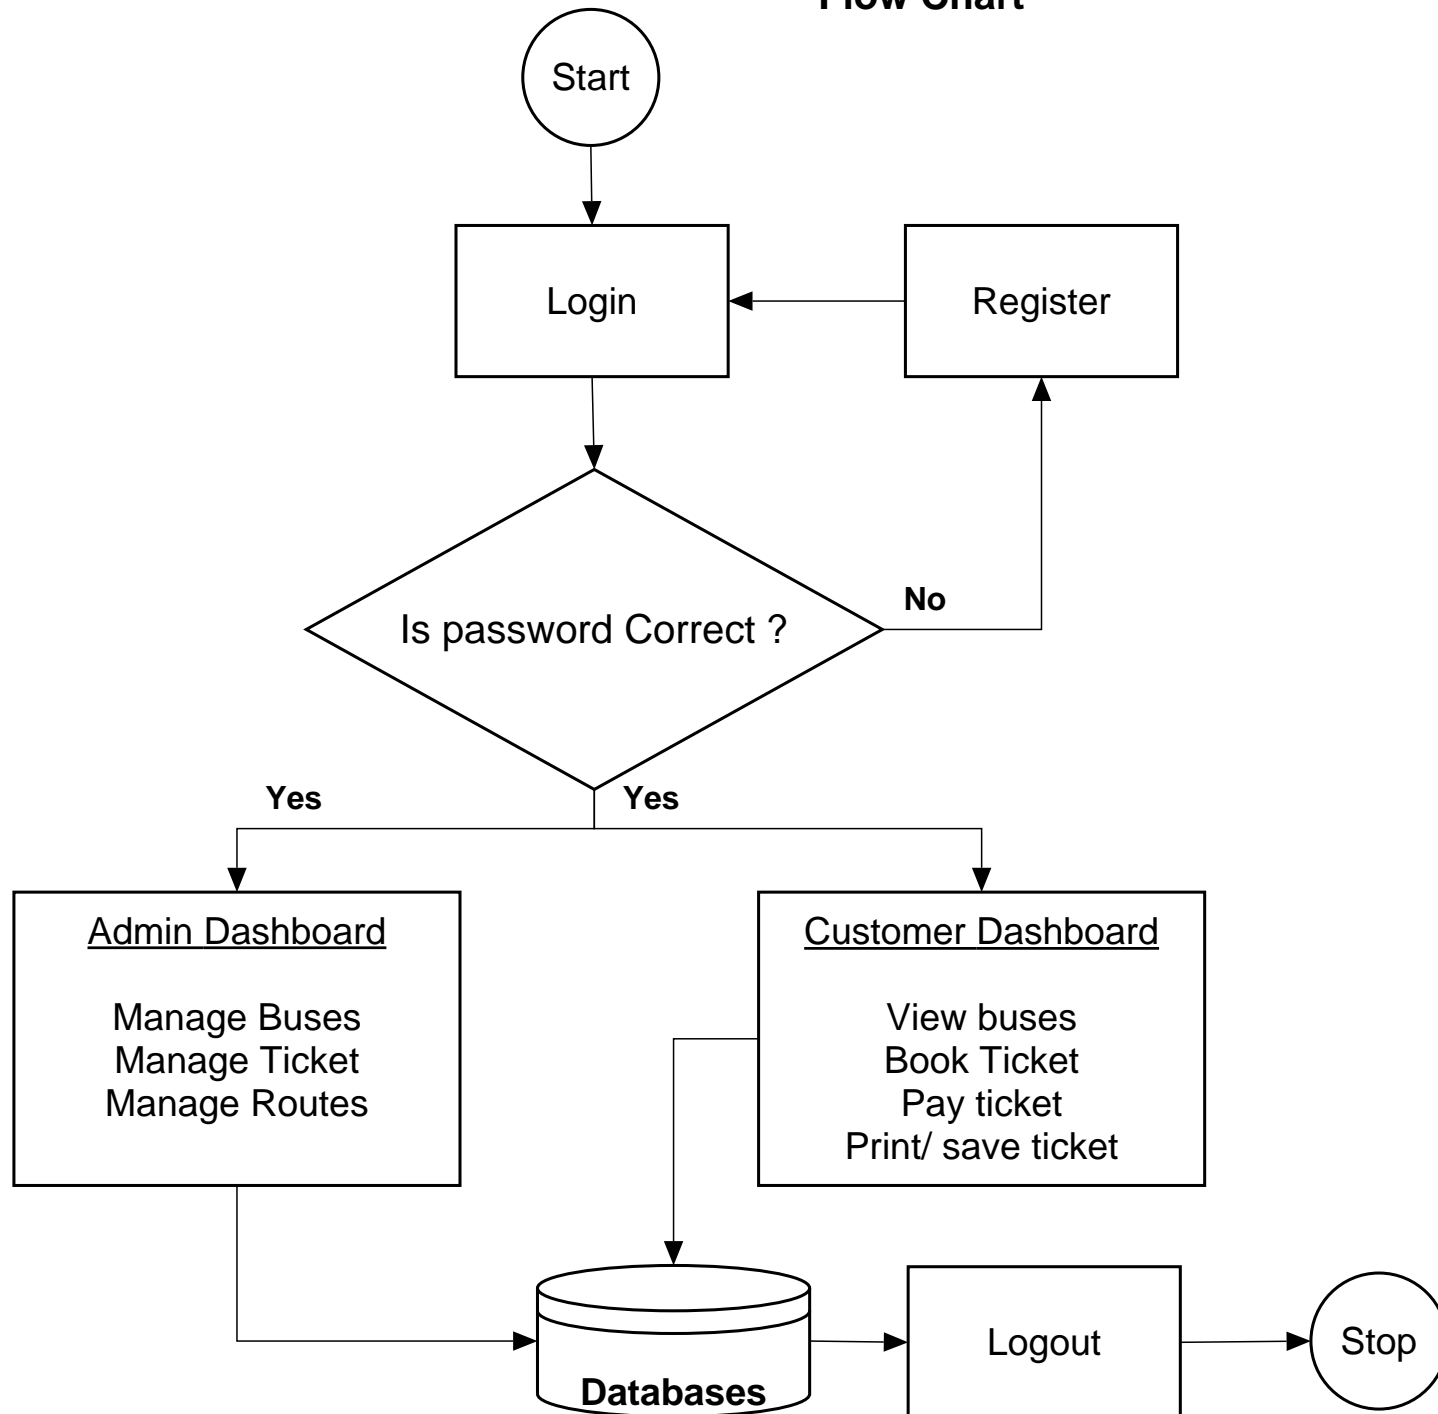 Flow Chart
Start
Login
Register
Is password Correct ?
No
Yes
Yes
Admin Dashboard
Manage Buses
Manage Ticket
Manage Routes
Customer Dashboard
View buses
Book Ticket
Pay ticket
Print/ save ticket
Databases
Logout
Stop